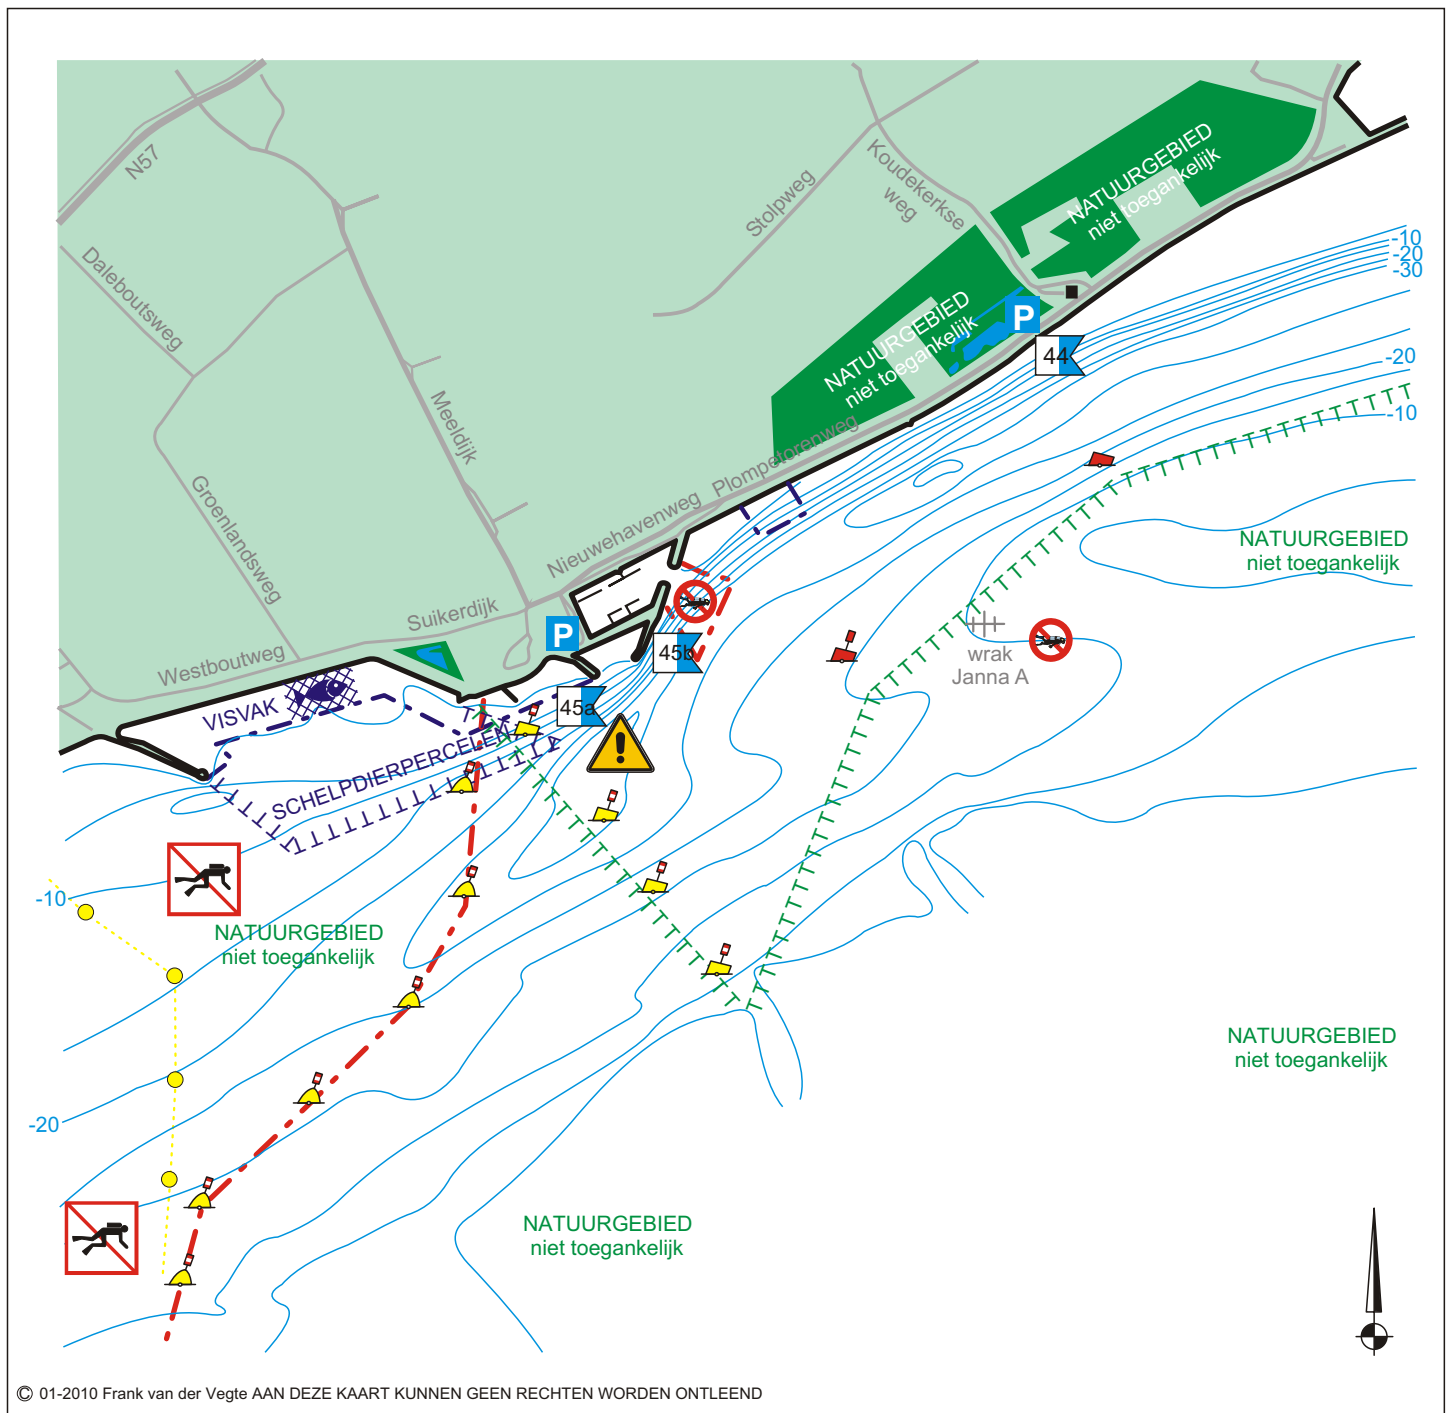 N57
Daleboutsweg
Groenlandsweg
Meeldijk
Stolpweg
Koudekerkse
weg
NATUURGEBIED
niet toegankelijk
NATUURGEBIED
niet toegankelijk
P
44
-10
-20
-30
-20
-10
Plompetorenweg
Nieuwehavenweg
Suikerdijk
Westboutweg
P
45b
45a
VISVAK
SCHELPDIERPERCELEN
wrak
Janna A
NATUURGEBIED
niet toegankelijk
-10
NATUURGEBIED
niet toegankelijk
NATUURGEBIED
niet toegankelijk
-20
NATUURGEBIED
niet toegankelijk
© 01-2010 Frank van der Vegte AAN DEZE KAART KUNNEN GEEN RECHTEN WORDEN ONTLEEND